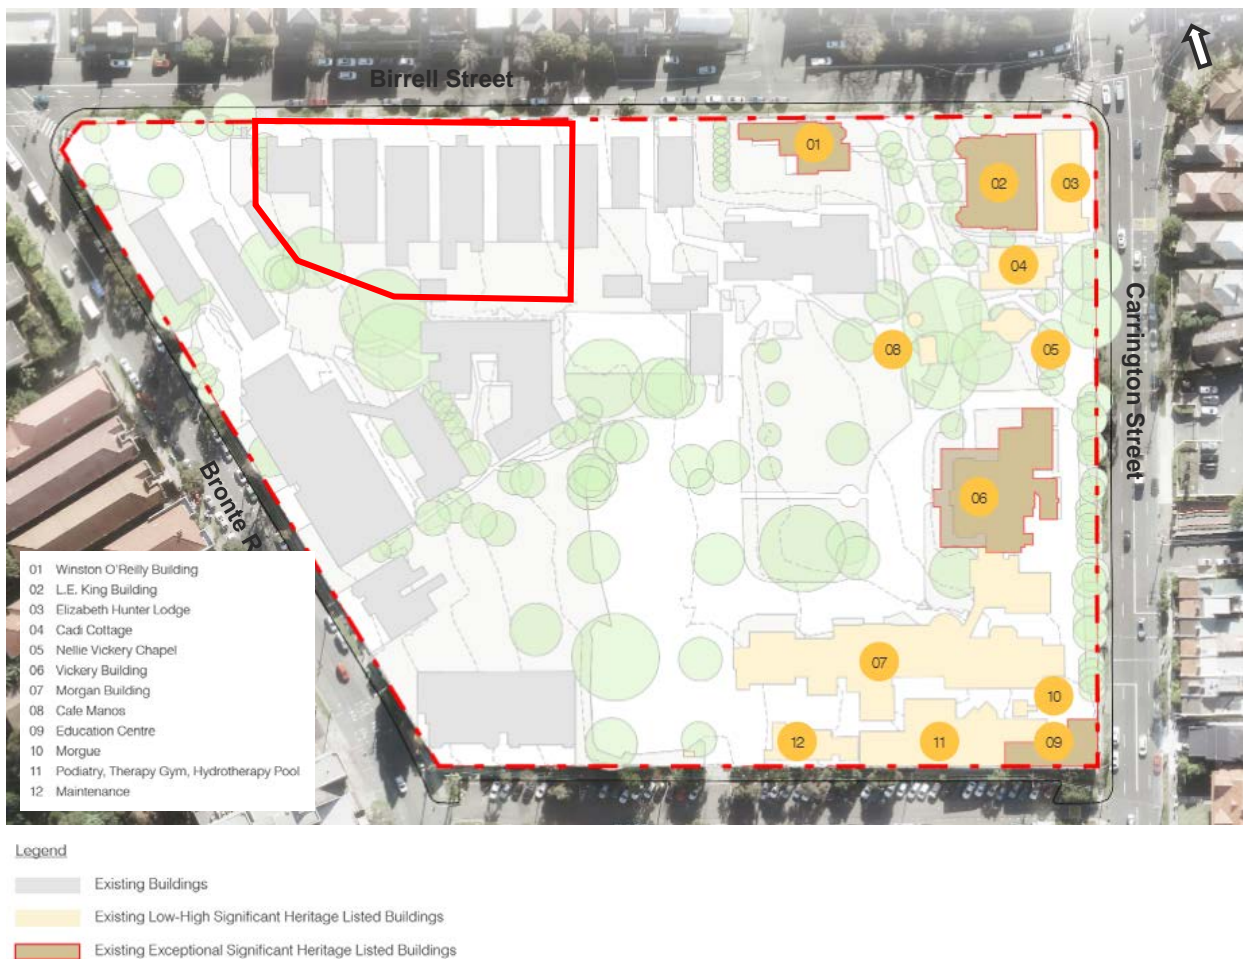 Birrell Street
01
02
03
04
05
06
07
08
09
10
11
12
Carrington Street
Bronte R
01 Winston O'Reilly Building
02 L.E. King Building
03 Elizabeth Hunter Lodge
04 Cadi Cottage
05 Nellie Vickery Chapel
06 Vickery Building
07 Morgan Building
08 Cafe Manos
09 Education Centre
10 Morgue
11 Podiatry, Therapy Gym, Hydrotherapy Pool
12 Maintenance
Legend
Existing Buildings
Existing Low-High Significant Heritage Listed Buildings
Existing Exceptional Significant Heritage Listed Buildings